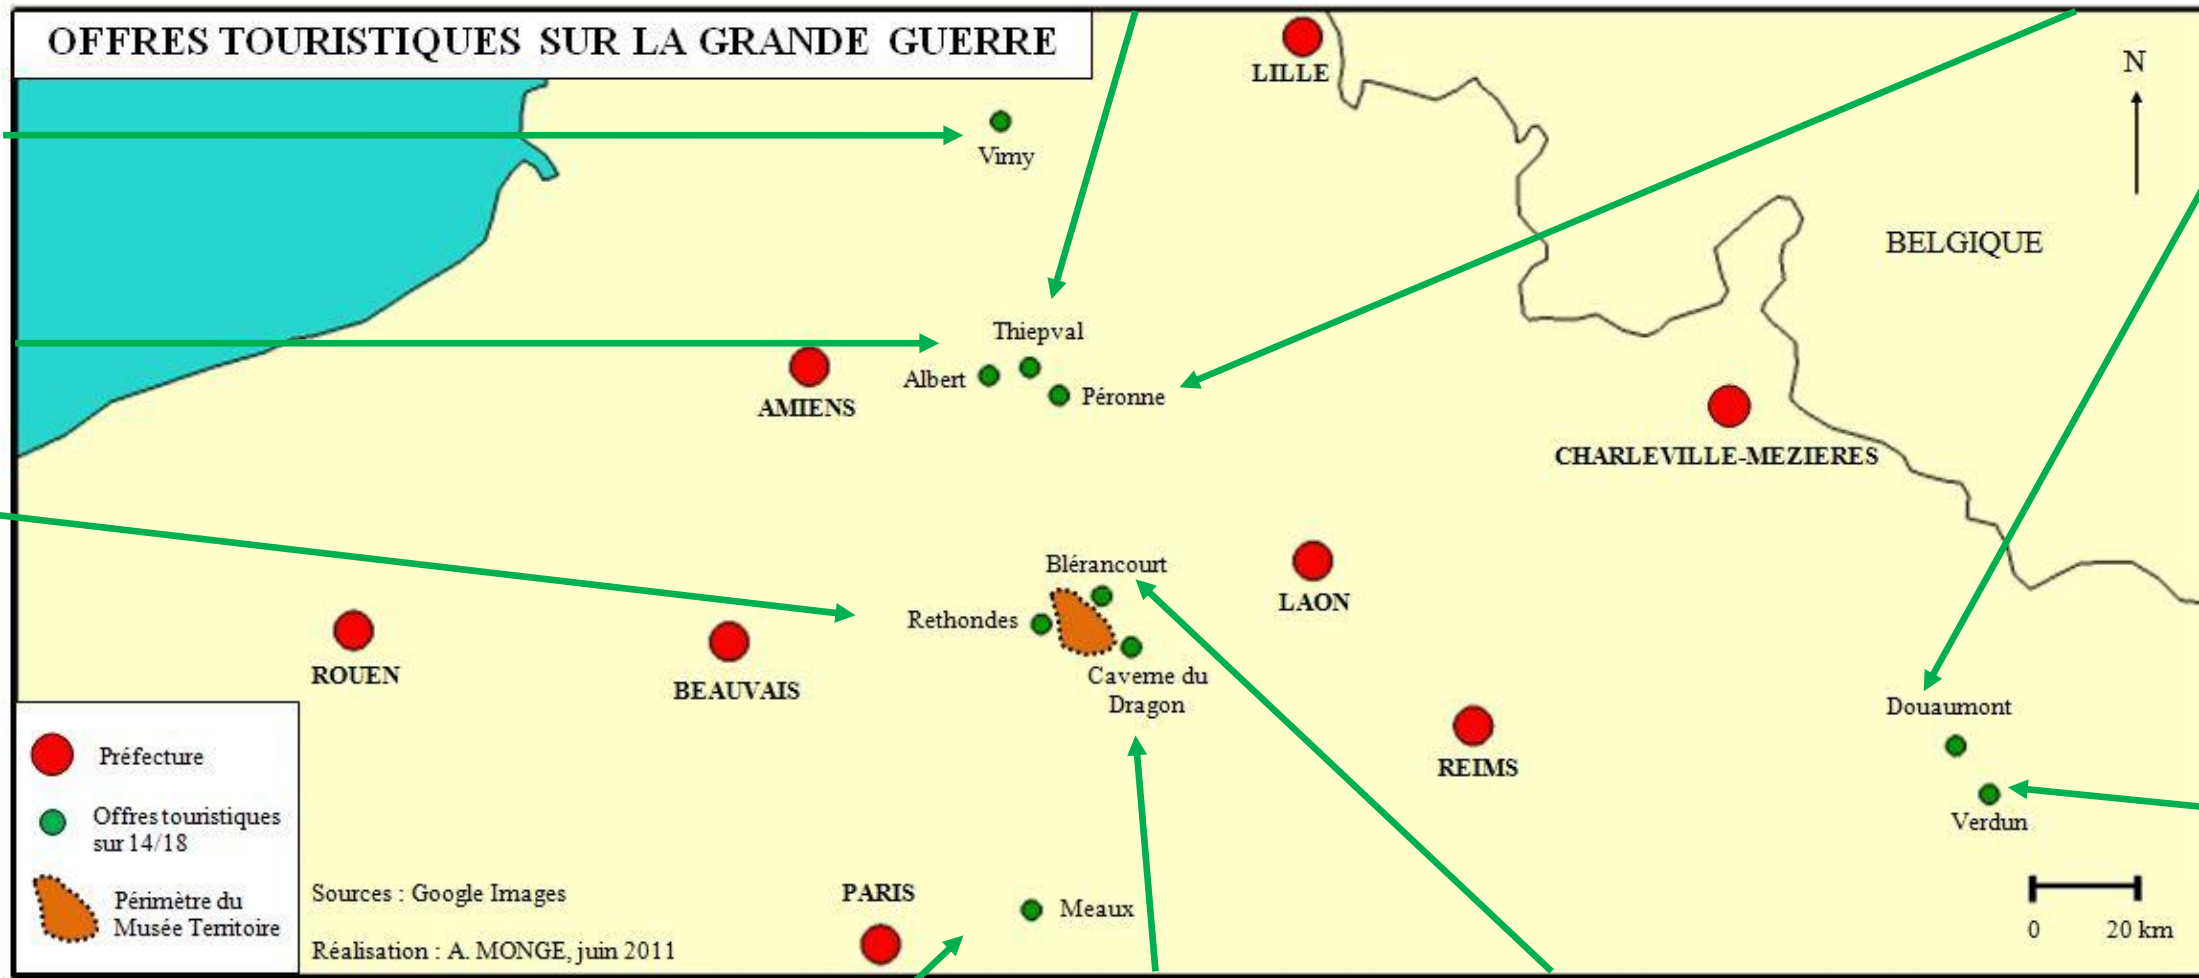 OFFRES TOURISTIQUES SUR LA GRANDE GUERRE
LILLE
N
Vimy
BELGIQUE
Thiepval
Albert
Péronne
AMIENS
CHARLEVILLE-MEZIERES
Blérancourt
LAON
Rethondes
ROUEN
BEAUVAIS
Caverne du
Dragon
Douaumont
REIMS
Verdun
Préfecture
Offres touristiques
sur 14/18
Périmètre du
Musée Territoire
Sources : Google Images
Réalisation : A. MONGE, juin 2011
PARIS
Meaux
0 20 km